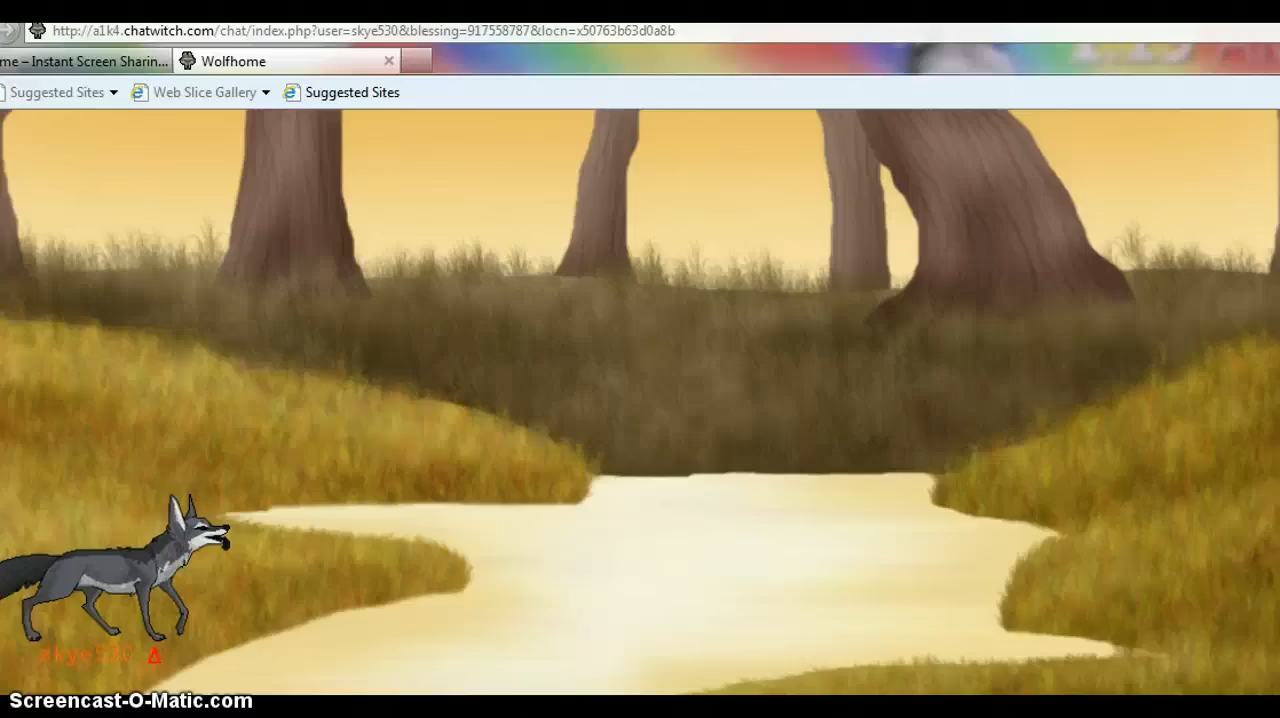 http://a1k4.chatwitch.com/chat/index.php?user=skye530&blessing=917558787&locn=x50763b63d0a8b
me – Instant Screen Sharin...
Wolfhome
Suggested Sites
Web Slice Gallery
Suggested Sites
skye530 Δ
Screencast-O-Matic.com